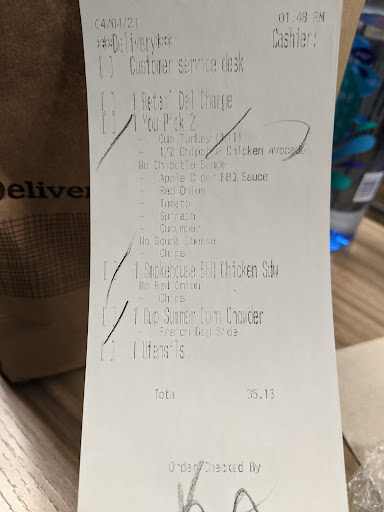 04/04/21 01:48 PM
***Delivery*** Cashier:
[ ] Customer service desk
[ ] 1 Retail Del Charge
[ ] 1 You Pick 2
- Cup Turkey Chili
- 1/2 Chipotle Chicken Avocado
No Chipotle Sauce
- Apple Cider BBQ Sauce
- Red Onion
- Tomato
- Spinach
- Cucumber
No Gouda Cheese
- Chips
[ ] 1 Smokehouse BBQ Chicken Sdw
No Red Onion
- Chips
[ ] 1 Cup Summer Corn Chowder
- French Bag Side
[ ] 1 Utensils
Total 35.13
Order Checked By
Deliver